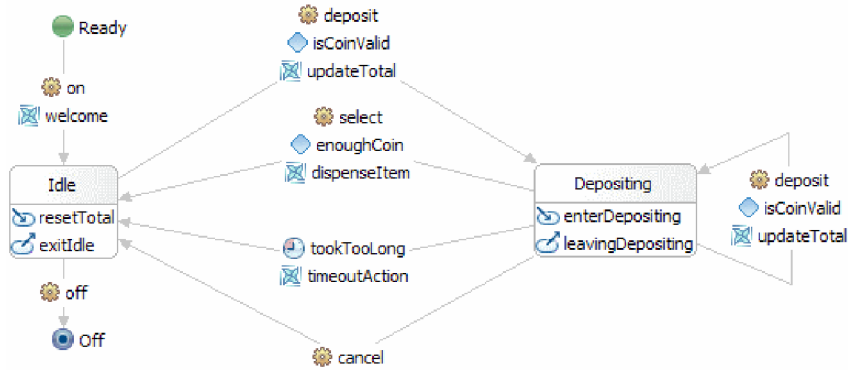 Ready
on
welcome
Idle
resetTotal
exitIdle
off
Off
deposit
isCoinValid
updateTotal
select
enoughCoin
dispenseItem
tookTooLong
timeoutAction
cancel
Depositing
enterDepositing
leavingDepositing
deposit
isCoinValid
updateTotal